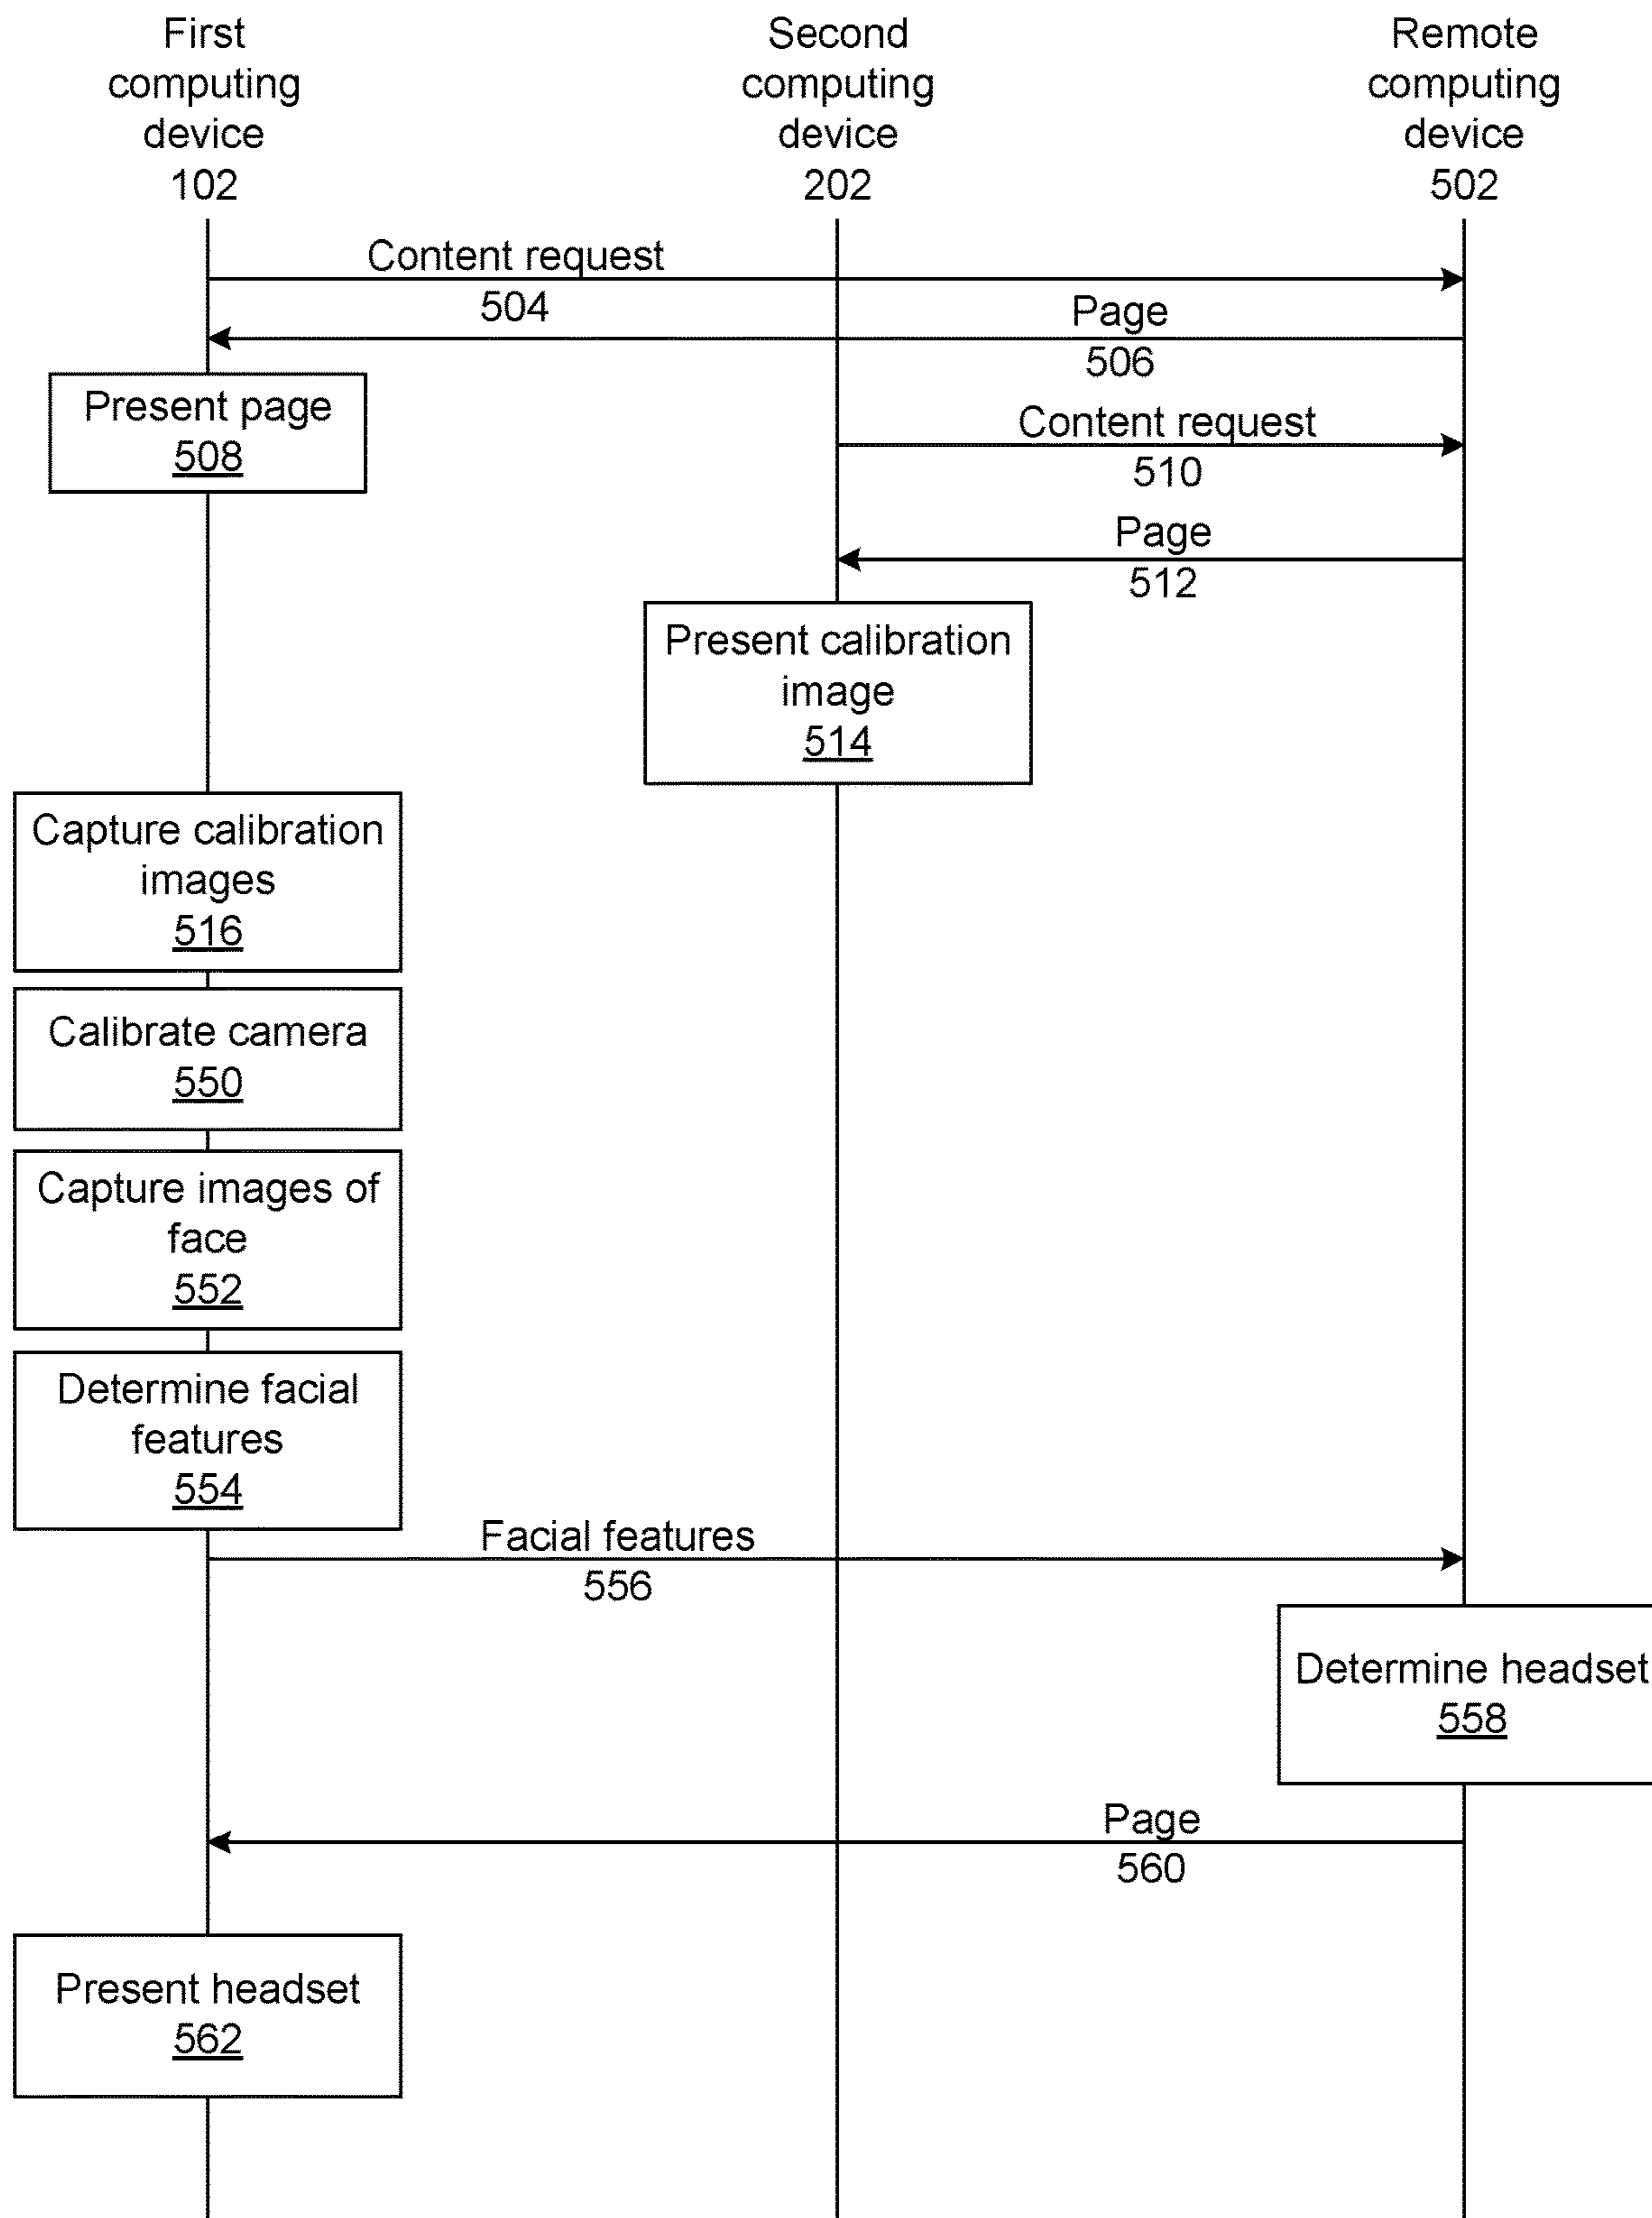 First
computing
device
102
Second
computing
device
202
Remote
computing
device
502
Content request
504
Page
506
Present page
508
Content request
510
Page
512
Present calibration
image
514
Capture calibration
images
516
Calibrate camera
550
Capture images of
face
552
Determine facial
features
554
Facial features
556
Determine headset
558
Page
560
Present headset
562